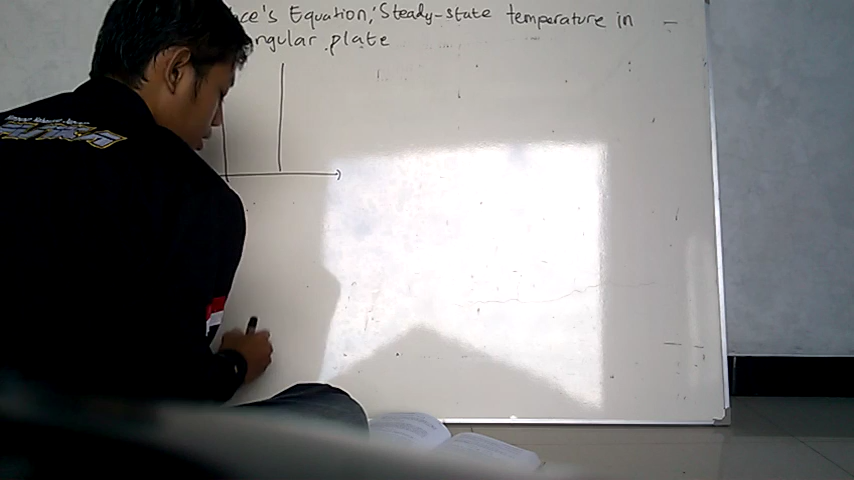 ce's Equation, Steady-state temperature in
ngular plate